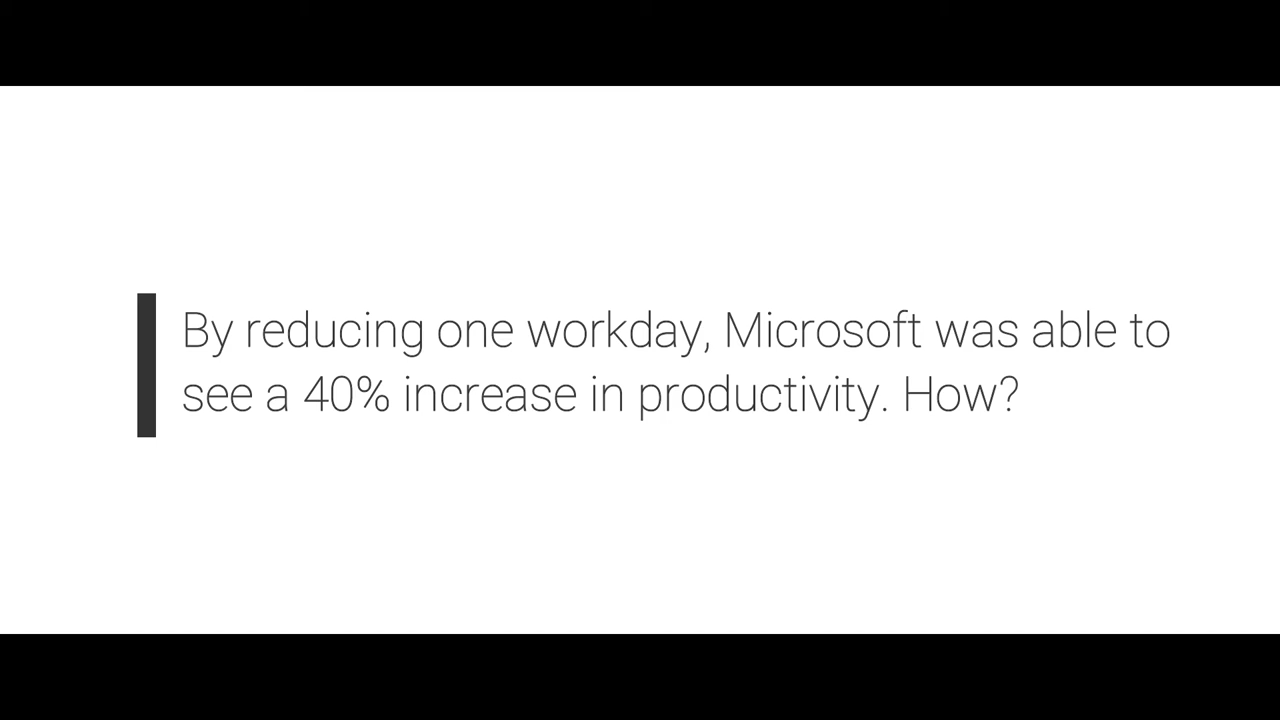 By reducing one workday, Microsoft was able to
see a 40% increase in productivity. How?